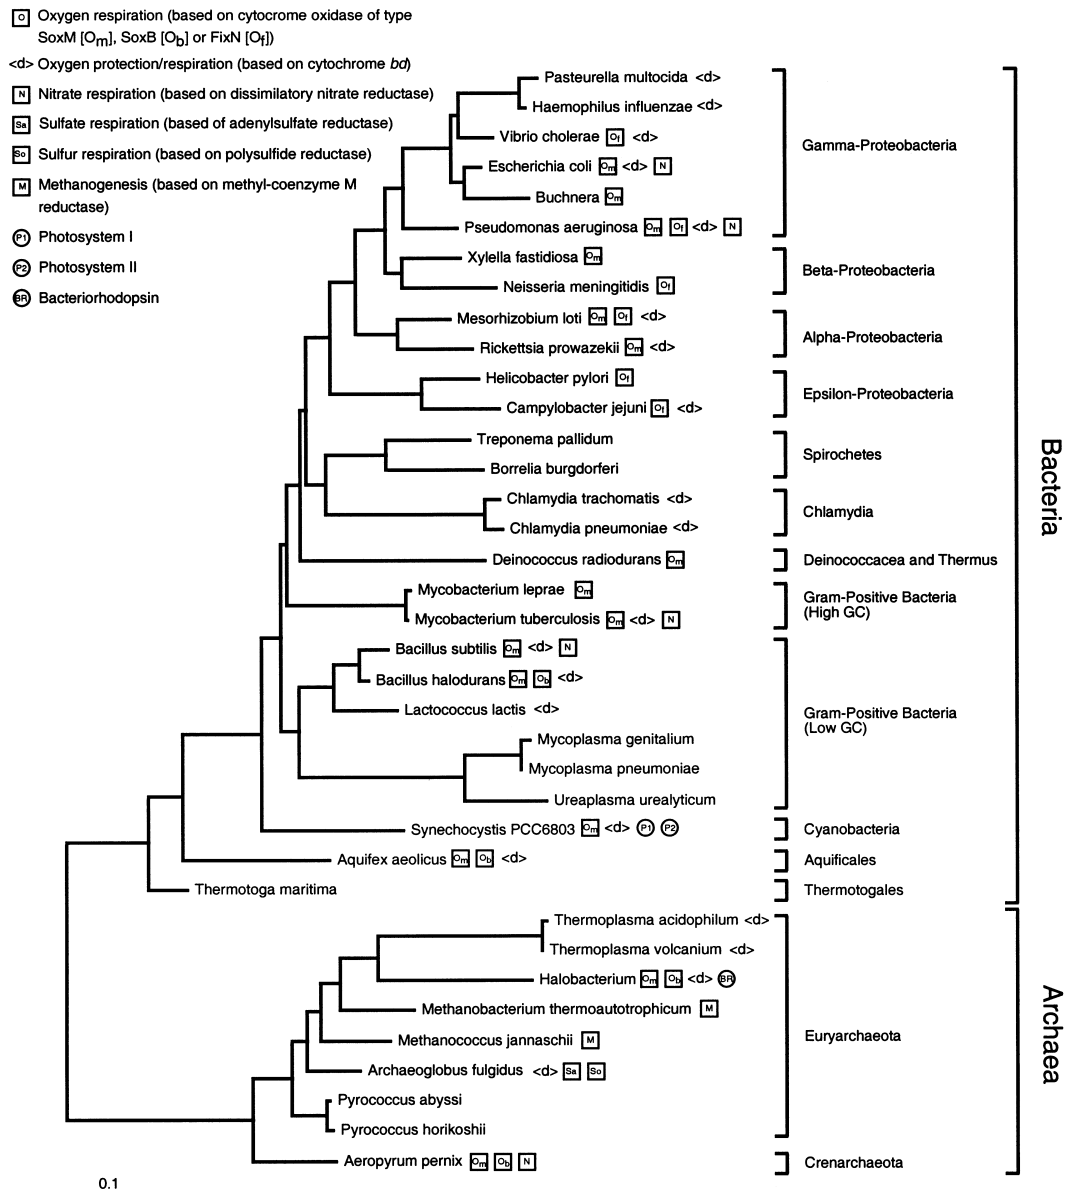 O Oxygen respiration (based on cytocrome oxidase of type
SoxM [Om], SoxB [Ob] or FixN [Of])
<d> Oxygen protection/respiration (based on cytochrome bd)
N Nitrate respiration (based on dissimilatory nitrate reductase)
Sa Sulfate respiration (based of adenylsulfate reductase)
So Sulfur respiration (based on polysulfide reductase)
M Methanogenesis (based on methyl-coenzyme M
reductase)
P1 Photosystem I
P2 Photosystem II
BR Bacteriorhodopsin
Pasteurella multocida <d>
Haemophilus influenzae <d>
Vibrio cholerae Of <d>
Escherichia coli Om <d> N
Buchnera Om
Pseudomonas aeruginosa Om Of <d> N
Gamma-Proteobacteria
Xylella fastidiosa Om
Neisseria meningitidis Of
Beta-Proteobacteria
Mesorhizobium loti Om Of <d>
Rickettsia prowazekii Om <d>
Alpha-Proteobacteria
Helicobacter pylori Of
Campylobacter jejuni Of <d>
Epsilon-Proteobacteria
Treponema pallidum
Borrelia burgdorferi
Spirochetes
Chlamydia trachomatis <d>
Chlamydia pneumoniae <d>
Chlamydia
Deinococcus radiodurans Om
Deinococcacea and Thermus
Mycobacterium leprae Om
Mycobacterium tuberculosis Om <d> N
Gram-Positive Bacteria
(High GC)
Bacillus subtilis Om <d> N
Bacillus halodurans Om Ob <d>
Lactococcus lactis <d>
Mycoplasma genitalium
Mycoplasma pneumoniae
Ureaplasma urealyticum
Gram-Positive Bacteria
(Low GC)
Synechocystis PCC6803 Om <d> P1 P2
Cyanobacteria
Aquifex aeolicus Om Ob <d>
Aquificales
Thermotoga maritima
Thermotogales
Bacteria
Thermoplasma acidophilum <d>
Thermoplasma volcanium <d>
Halobacterium Om Ob <d> BR
Methanobacterium thermoautotrophicum M
Methanococcus jannaschii M
Archaeoglobus fulgidus <d> Sa So
Pyrococcus abyssi
Pyrococcus horikoshii
Euryarchaeota
Aeropyrum pernix Om Ob N
Crenarchaeota
Archaea
0.1